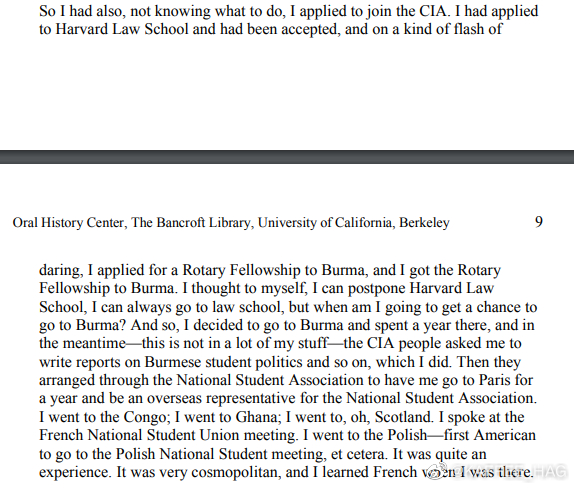 So I had also, not knowing what to do, I applied to join the CIA. I had applied
to Harvard Law School and had been accepted, and on a kind of flash of
Oral History Center, The Bancroft Library, University of California, Berkeley 9
daring, I applied for a Rotary Fellowship to Burma, and I got the Rotary
Fellowship to Burma. I thought to myself, I can postpone Harvard Law
School, I can always go to law school, but when am I going to get a chance to
go to Burma? And so, I decided to go to Burma and spent a year there, and in
the meantime—this is not in a lot of my stuff—the CIA people asked me to
write reports on Burmese student politics and so on, which I did. Then they
arranged through the National Student Association to have me go to Paris for
a year and be an overseas representative for the National Student Association.
I went to the Congo; I went to Ghana; I went to, oh, Scotland. I spoke at the
French National Student Union meeting. I went to the Polish—first American
to go to the Polish National Student meeting, et cetera. It was quite an
experience. It was very cosmopolitan, and I learned French when I was there.